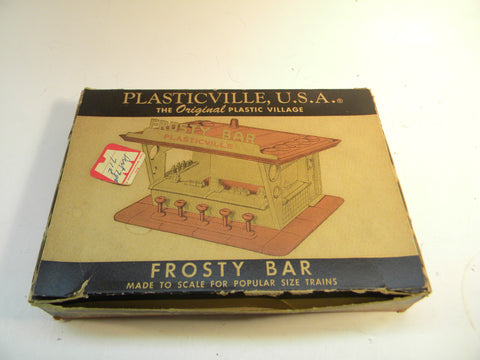 PLASTICVILLE, U.S.A.®
THE Original PLASTIC VILLAGE
FROSTY BAR
PLASTICVILLE
FROSTY BAR
MADE TO SCALE FOR POPULAR SIZE TRAINS